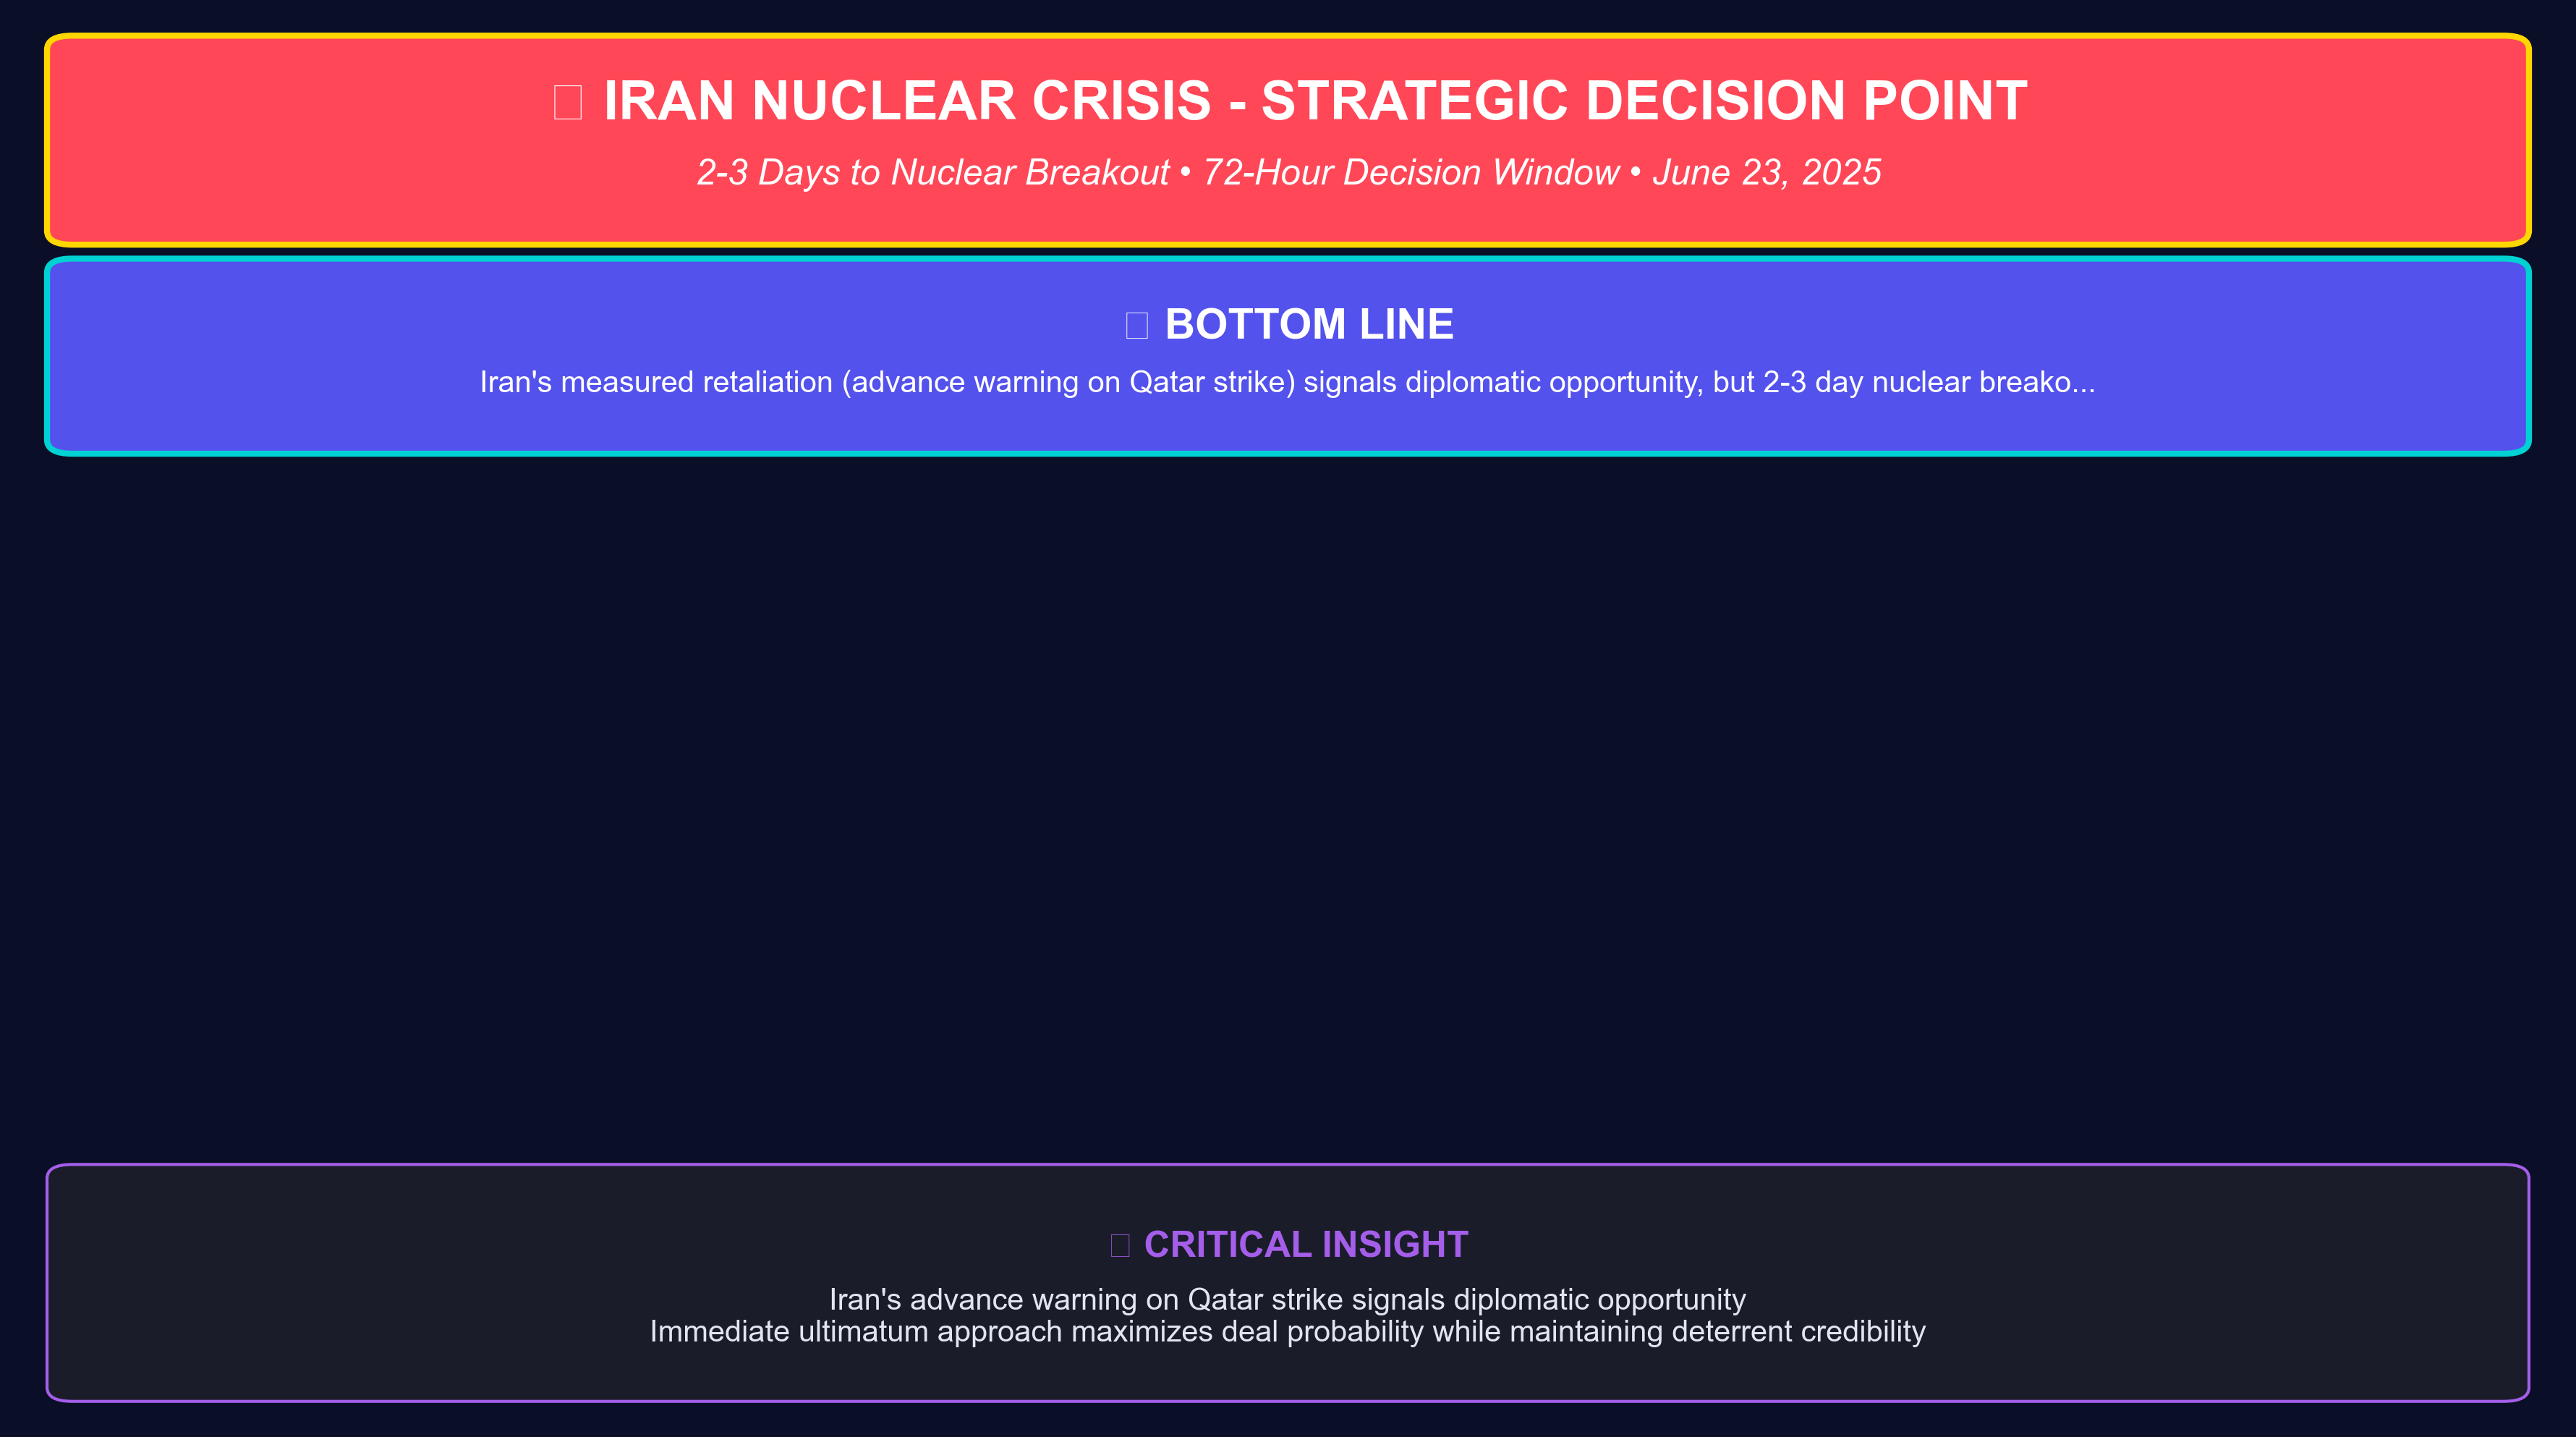 IRAN NUCLEAR CRISIS - STRATEGIC DECISION POINT
2-3 Days to Nuclear Breakout • 72-Hour Decision Window • June 23, 2025
BOTTOM LINE
Iran's measured retaliation (advance warning on Qatar strike) signals diplomatic opportunity, but 2-3 day nuclear breako...
CRITICAL INSIGHT
Iran's advance warning on Qatar strike signals diplomatic opportunity
Immediate ultimatum approach maximizes deal probability while maintaining deterrent credibility